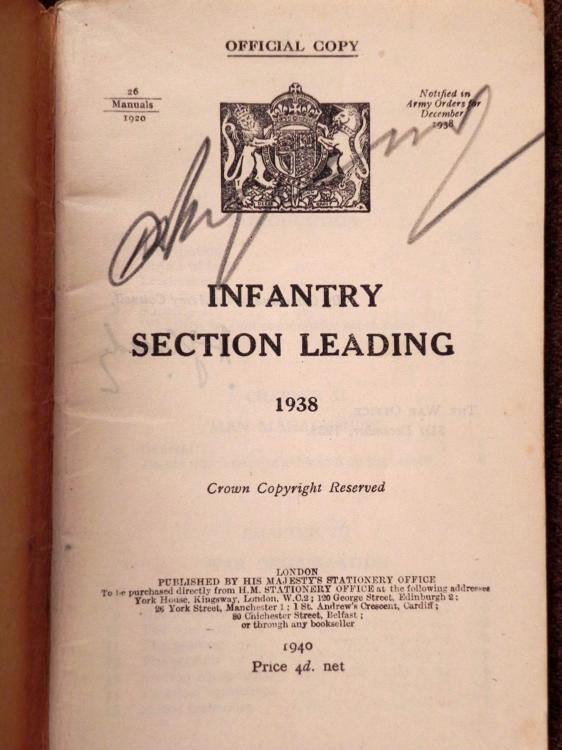 OFFICIAL COPY
26
Manuals
1920
Notified in
Army Orders for
December
1938
INFANTRY
SECTION LEADING
1938
Crown Copyright Reserved
LONDON
PUBLISHED BY HIS MAJESTY'S STATIONERY OFFICE
To be purchased directly from H.M. STATIONERY OFFICE at the following addresses
York House, Kingsway, London, W.C.2; 120 George Street, Edinburgh 2;
26 York Street, Manchester 1; 1 St. Andrew's Crescent, Cardiff;
80 Chichester Street, Belfast;
or through any bookseller
1940
Price 4d. net